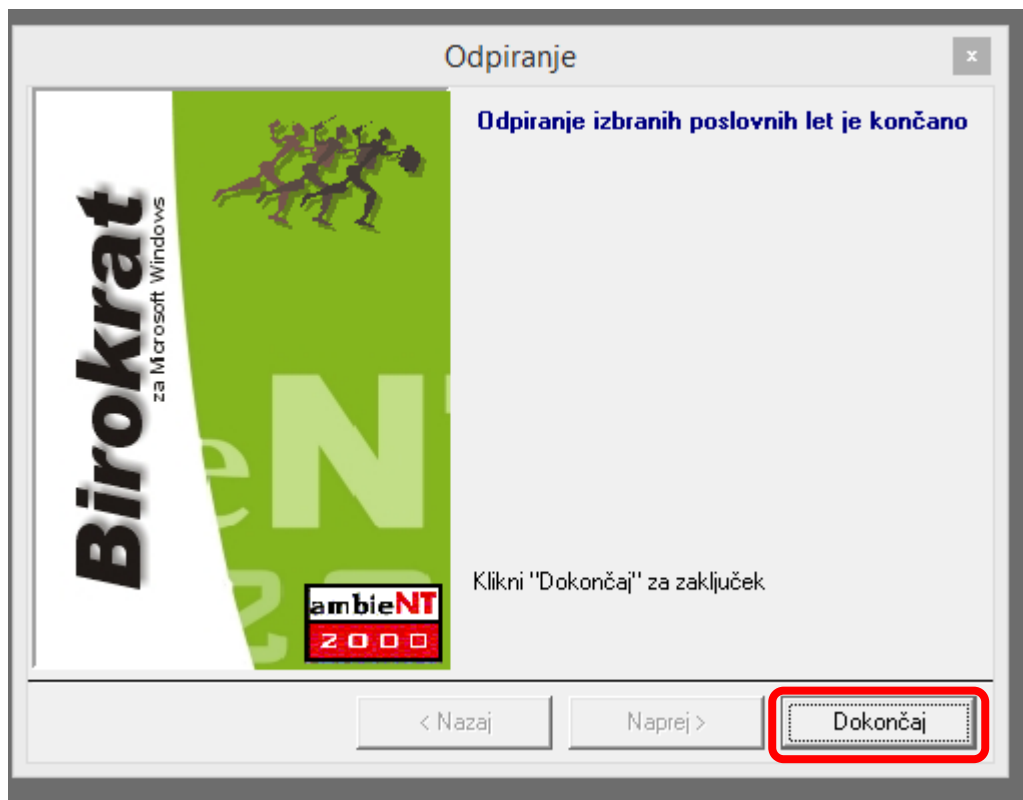 Odpiranje
x
Odpiranje izbranih poslovnih let je končano
Birokrat
za Microsoft Windows
eNT
ambieNT
2000
Klikni "Dokončaj" za zaključek
< Nazaj
Naprej >
Dokončaj